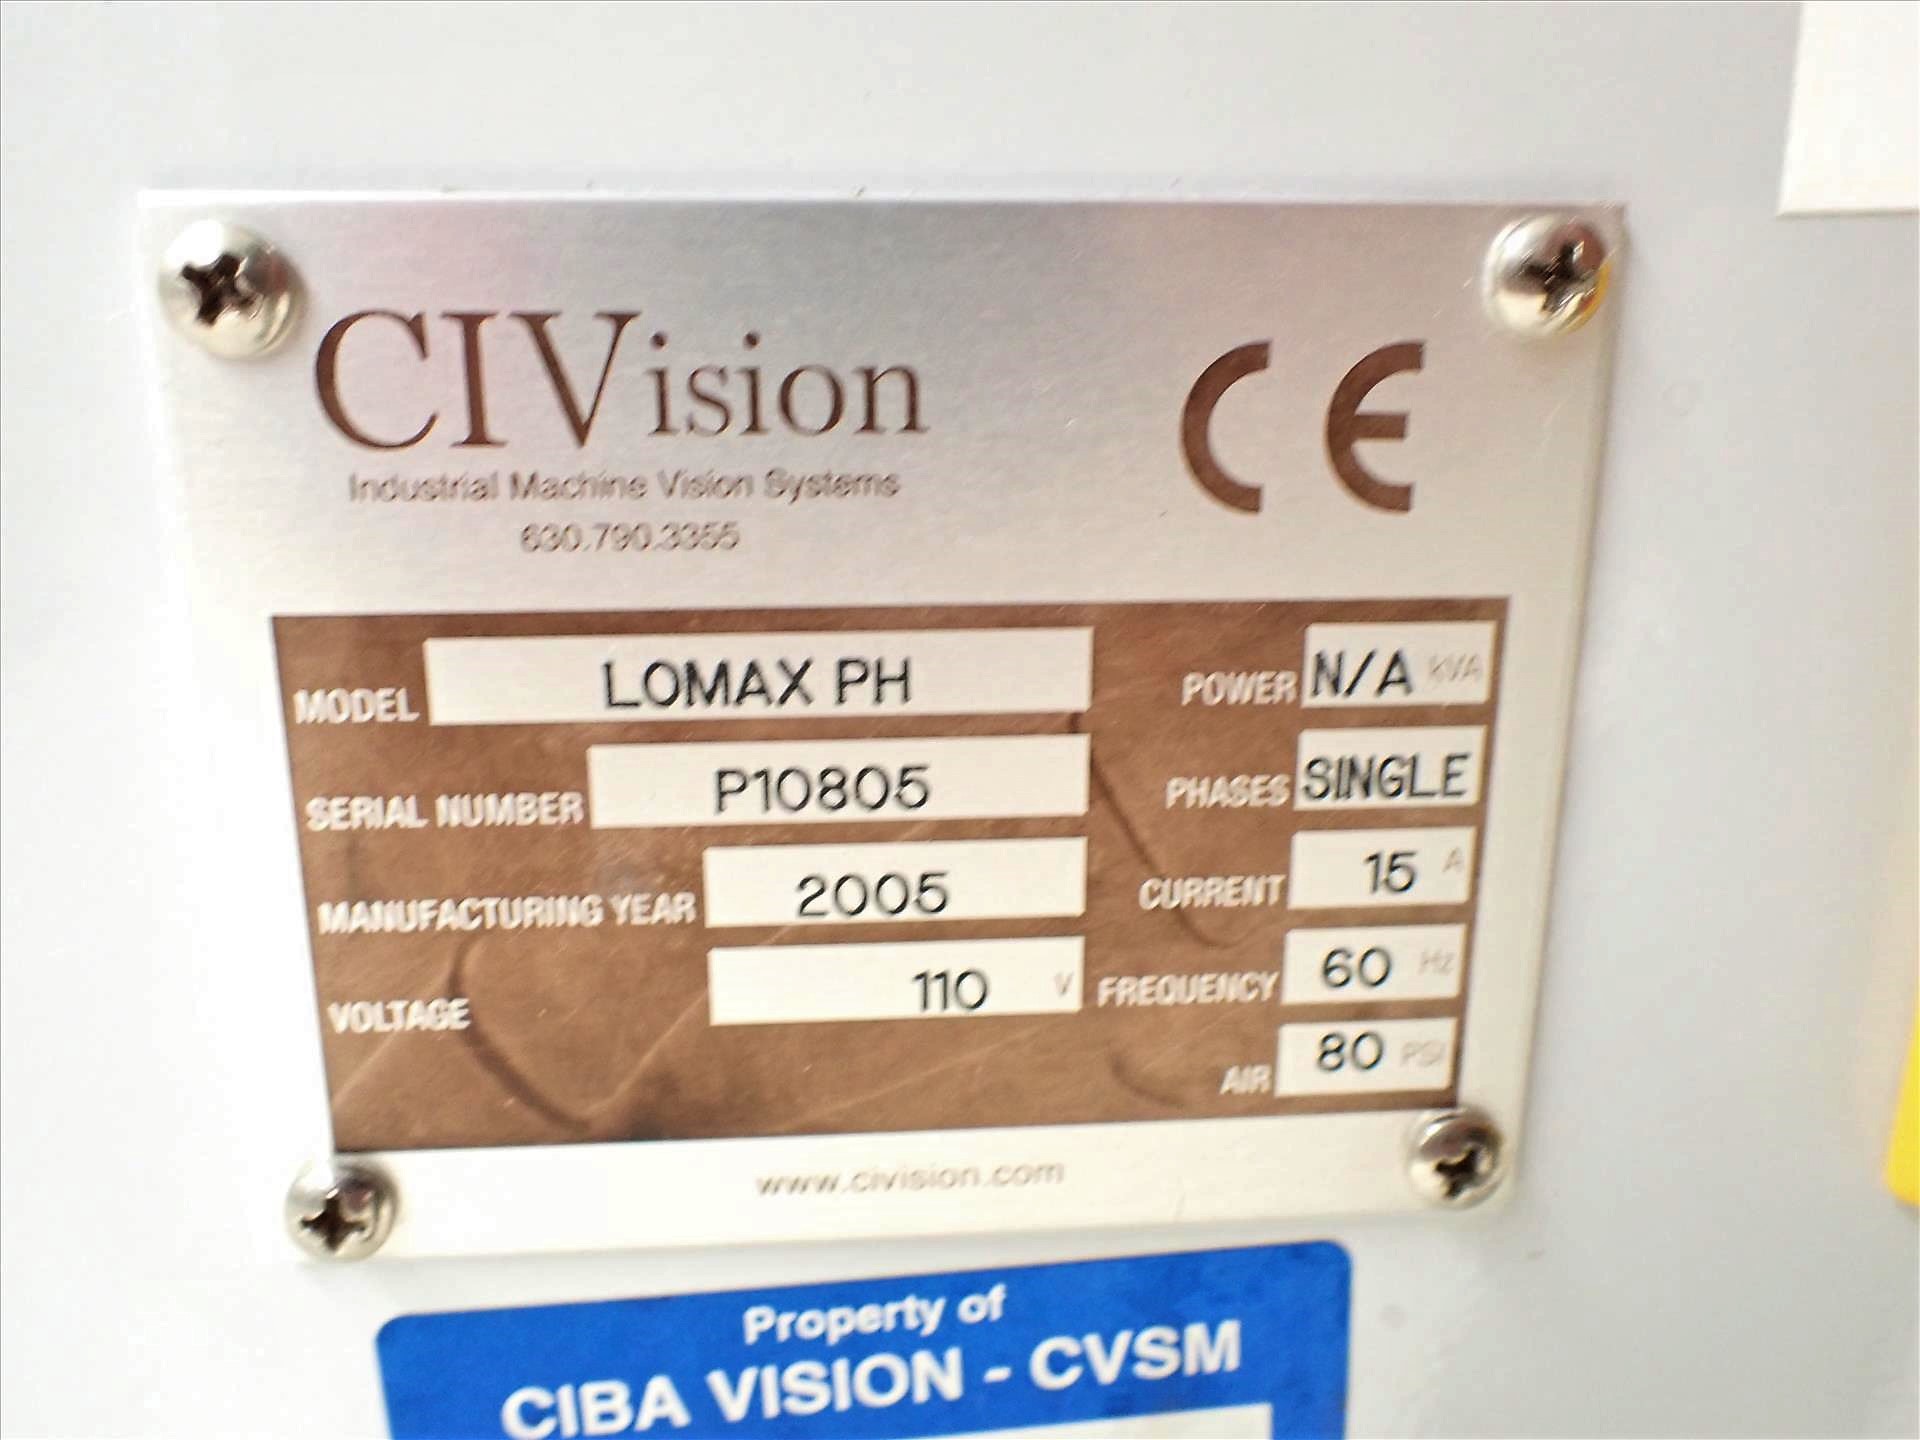 CIVision
CE
Industrial Machine Vision Systems
630.790.3355
MODEL LOMAX PH POWER N/A KVA
SERIAL NUMBER P10805 PHASES SINGLE
MANUFACTURING YEAR 2005 CURRENT 15 A
VOLTAGE 110 V FREQUENCY 60 Hz
AIR 80 PSI
www.civision.com
Property of
CIBA VISION - CVSM